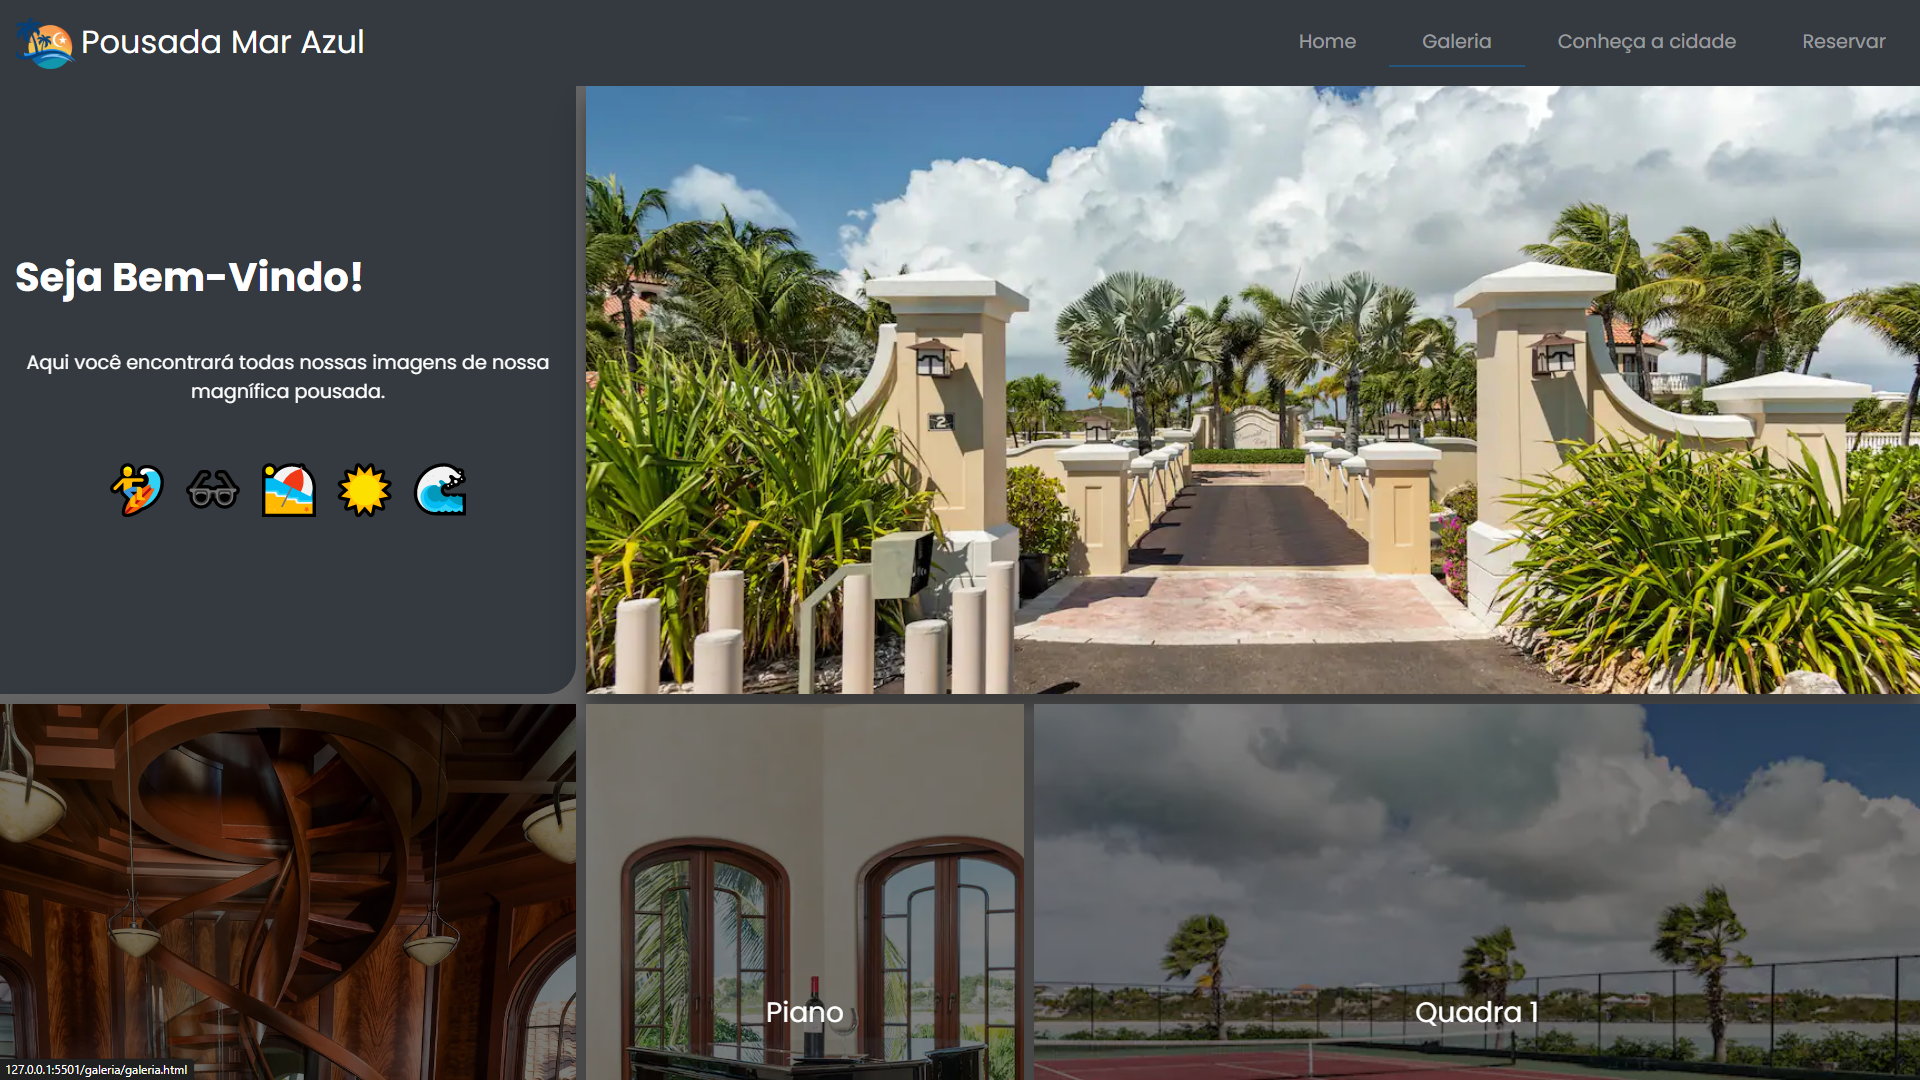 Pousada Mar Azul
Home
Galeria
Conheça a cidade
Reservar
Seja Bem-Vindo!
Aqui você encontrará todas nossas imagens de nossa
magnífica pousada.
2
Piano
Quadra 1
127.0.0.1:5501/galeria/galeria.html